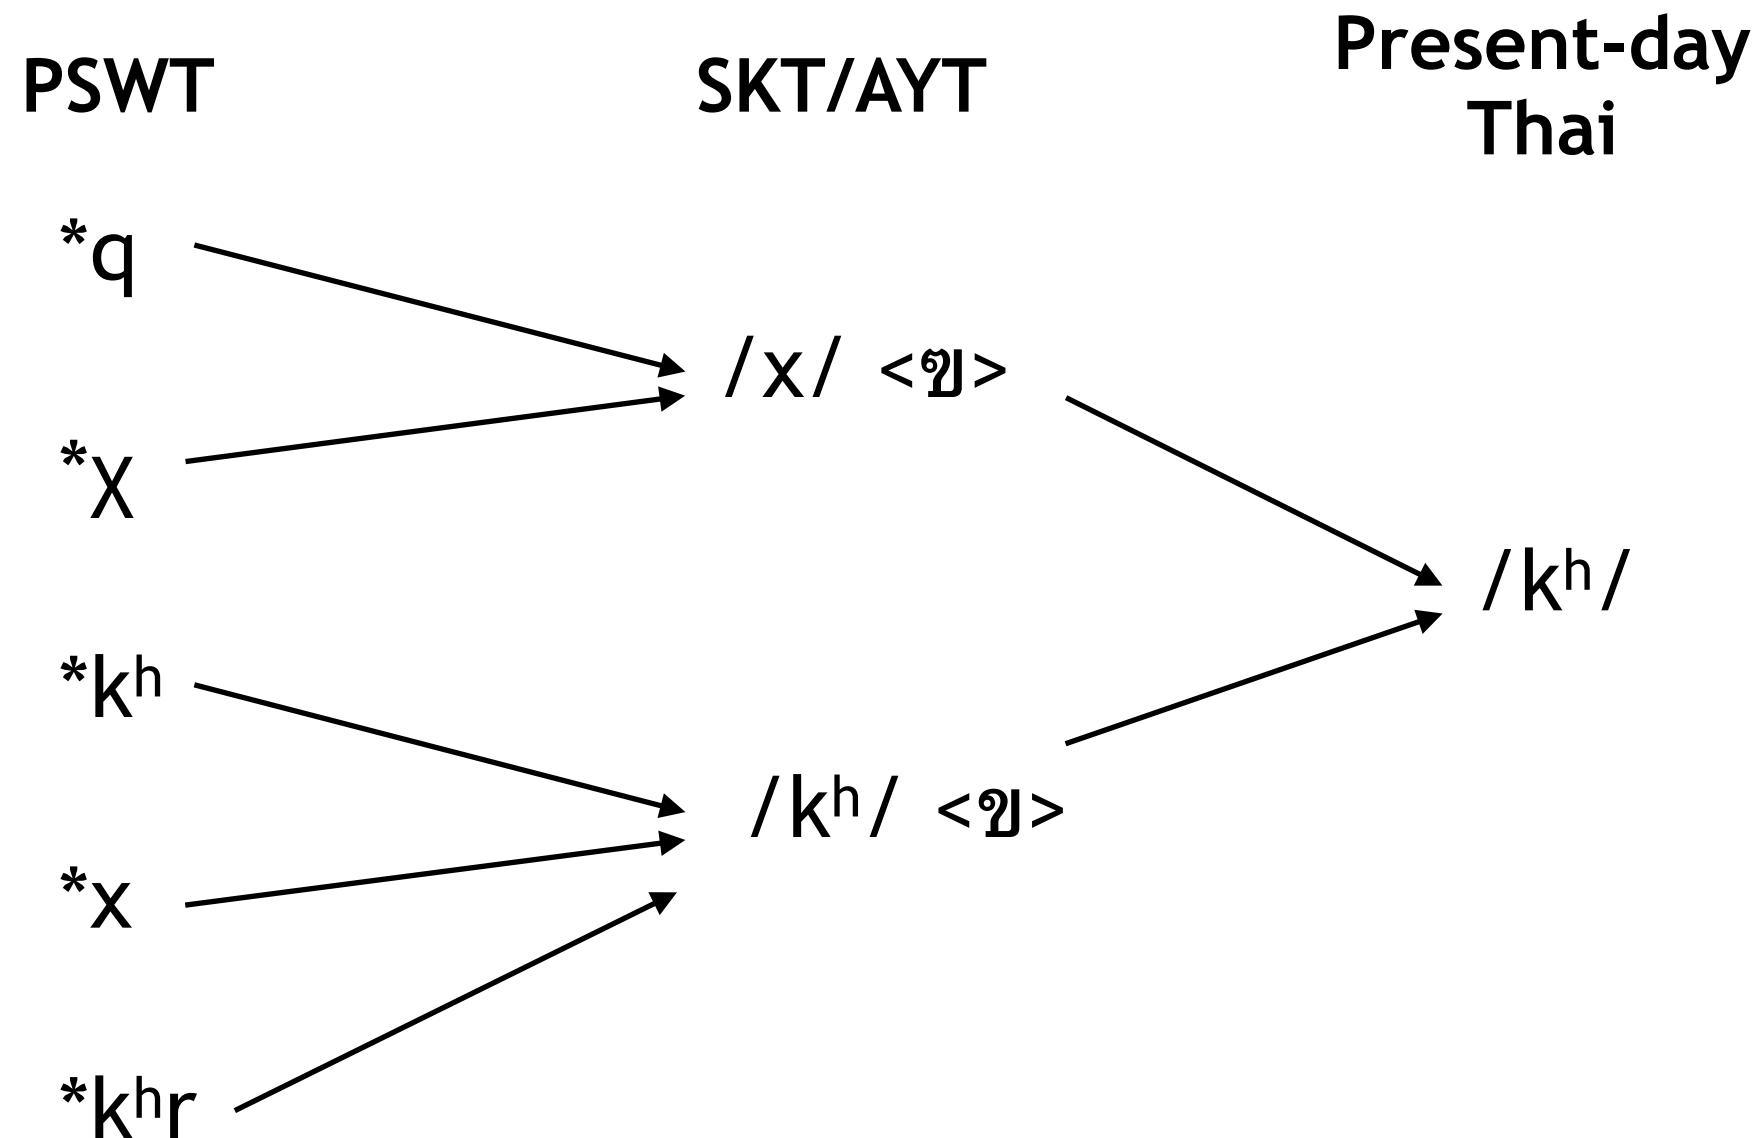 PSWT
SKT/AYT
Present-day
Thai
*q
/x/ <ฃ>
*χ
/kʰ/
*kʰ
/kʰ/ <ข>
*x
*kʰr